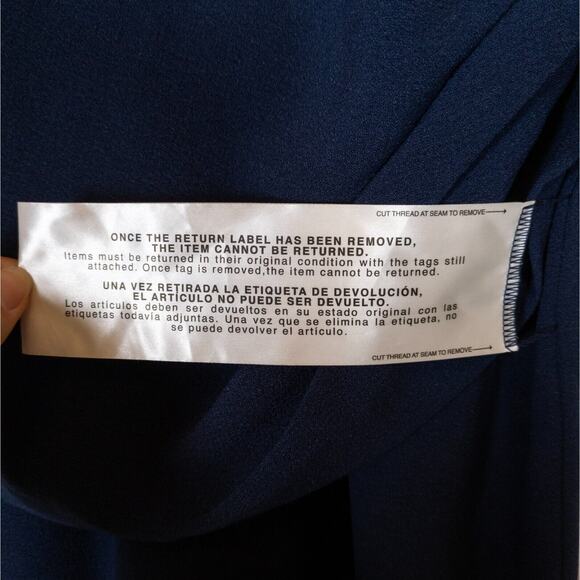 CUT THREAD AT SEAM TO REMOVE
ONCE THE RETURN LABEL HAS BEEN REMOVED,
THE ITEM CANNOT BE RETURNED.
Items must be returned in their original condition with the tags still
attached. Once tag is removed,the item cannot be returned.
UNA VEZ RETIRADA LA ETIQUETA DE DEVOLUCIÓN,
EL ARTÍCULO NO PUEDE SER DEVUELTO.
Los articulos deben ser devueltos en su estado original con las
etiquetas todavia adjuntas. Una vez que se elimina la etiqueta, no
se puede devolver el articulo.
CUT THREAD AT SEAM TO REMOVE